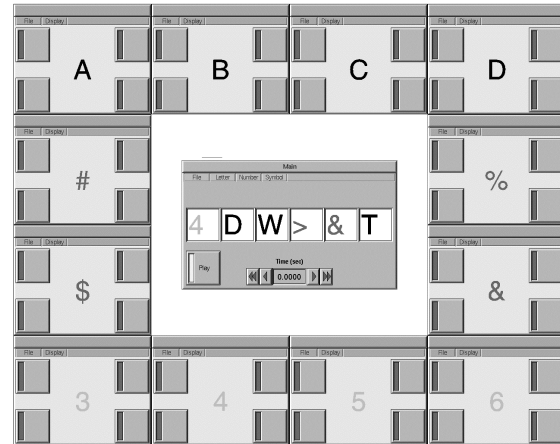 File Display File Display File Display File Display
A B C D
File Display File Display
# %
Main
File Letter Number Symbol
4 D W > & T
Play
Time (sec)
0.0000
File Display File Display
$ &
File Display File Display File Display File Display
3 4 5 6